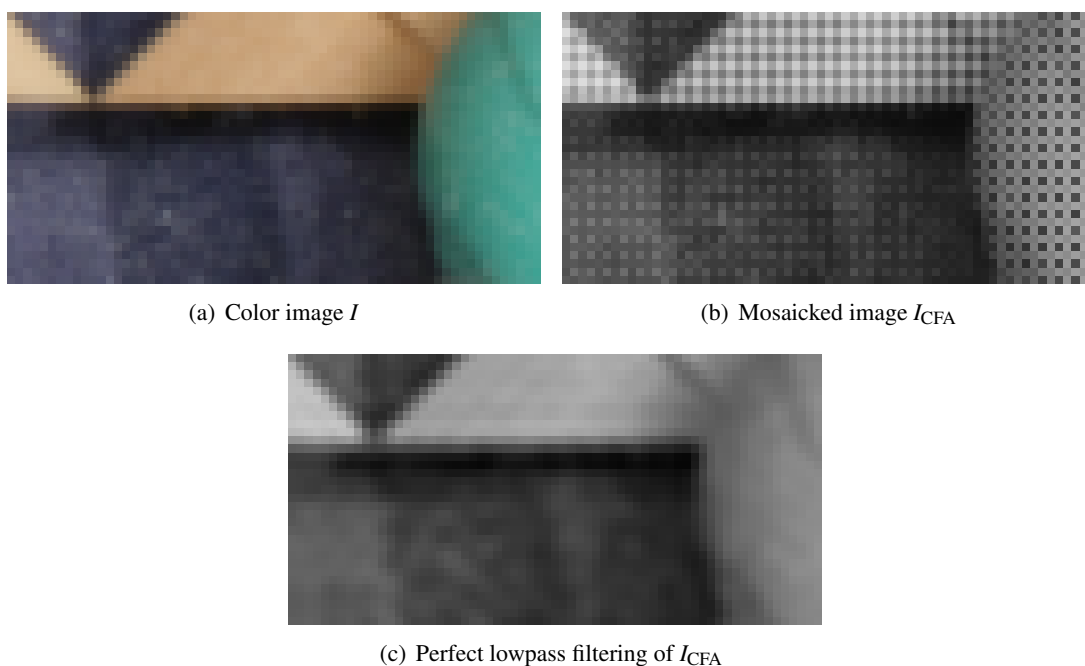 (a) Color image I
(b) Mosaicked image I_CFA
(c) Perfect lowpass filtering of I_CFA